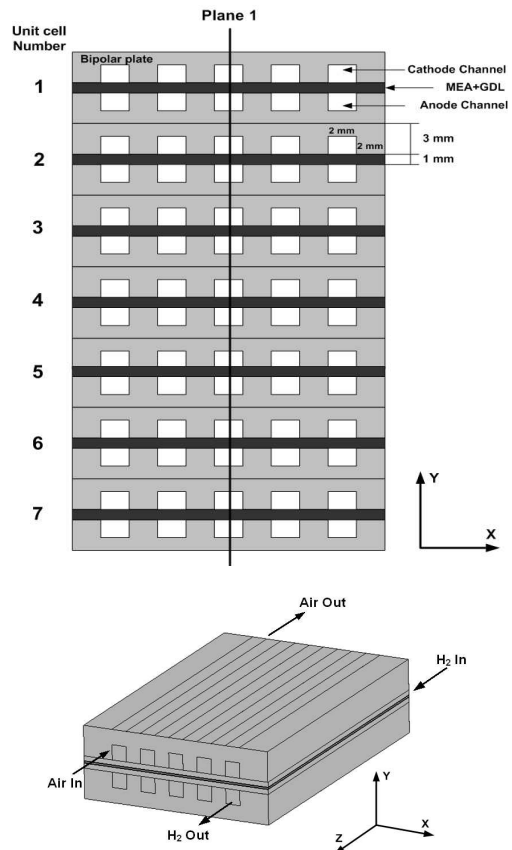 Plane 1
Unit cell
Number
Bipolar plate
1
Cathode Channel
MEA+GDL
Anode Channel
2 mm
2 mm
3 mm
1 mm
2
3
4
5
6
7
Y
X
Air Out
H₂ In
Air In
H₂ Out
Y
X
Z